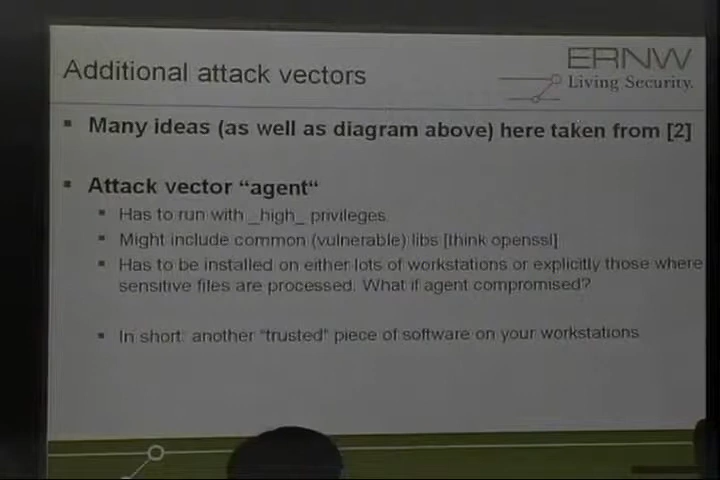 ERNW
Additional attack vectors
Living Security.
Many ideas (as well as diagram above) here taken from [2]
Attack vector “agent“
Has to run with _high_ privileges.
Might include common (vulnerable) libs [think openssl]
Has to be installed on either lots of workstations or explicitly those where
sensitive files are processed. What if agent compromised?
In short: another “trusted” piece of software on your workstations